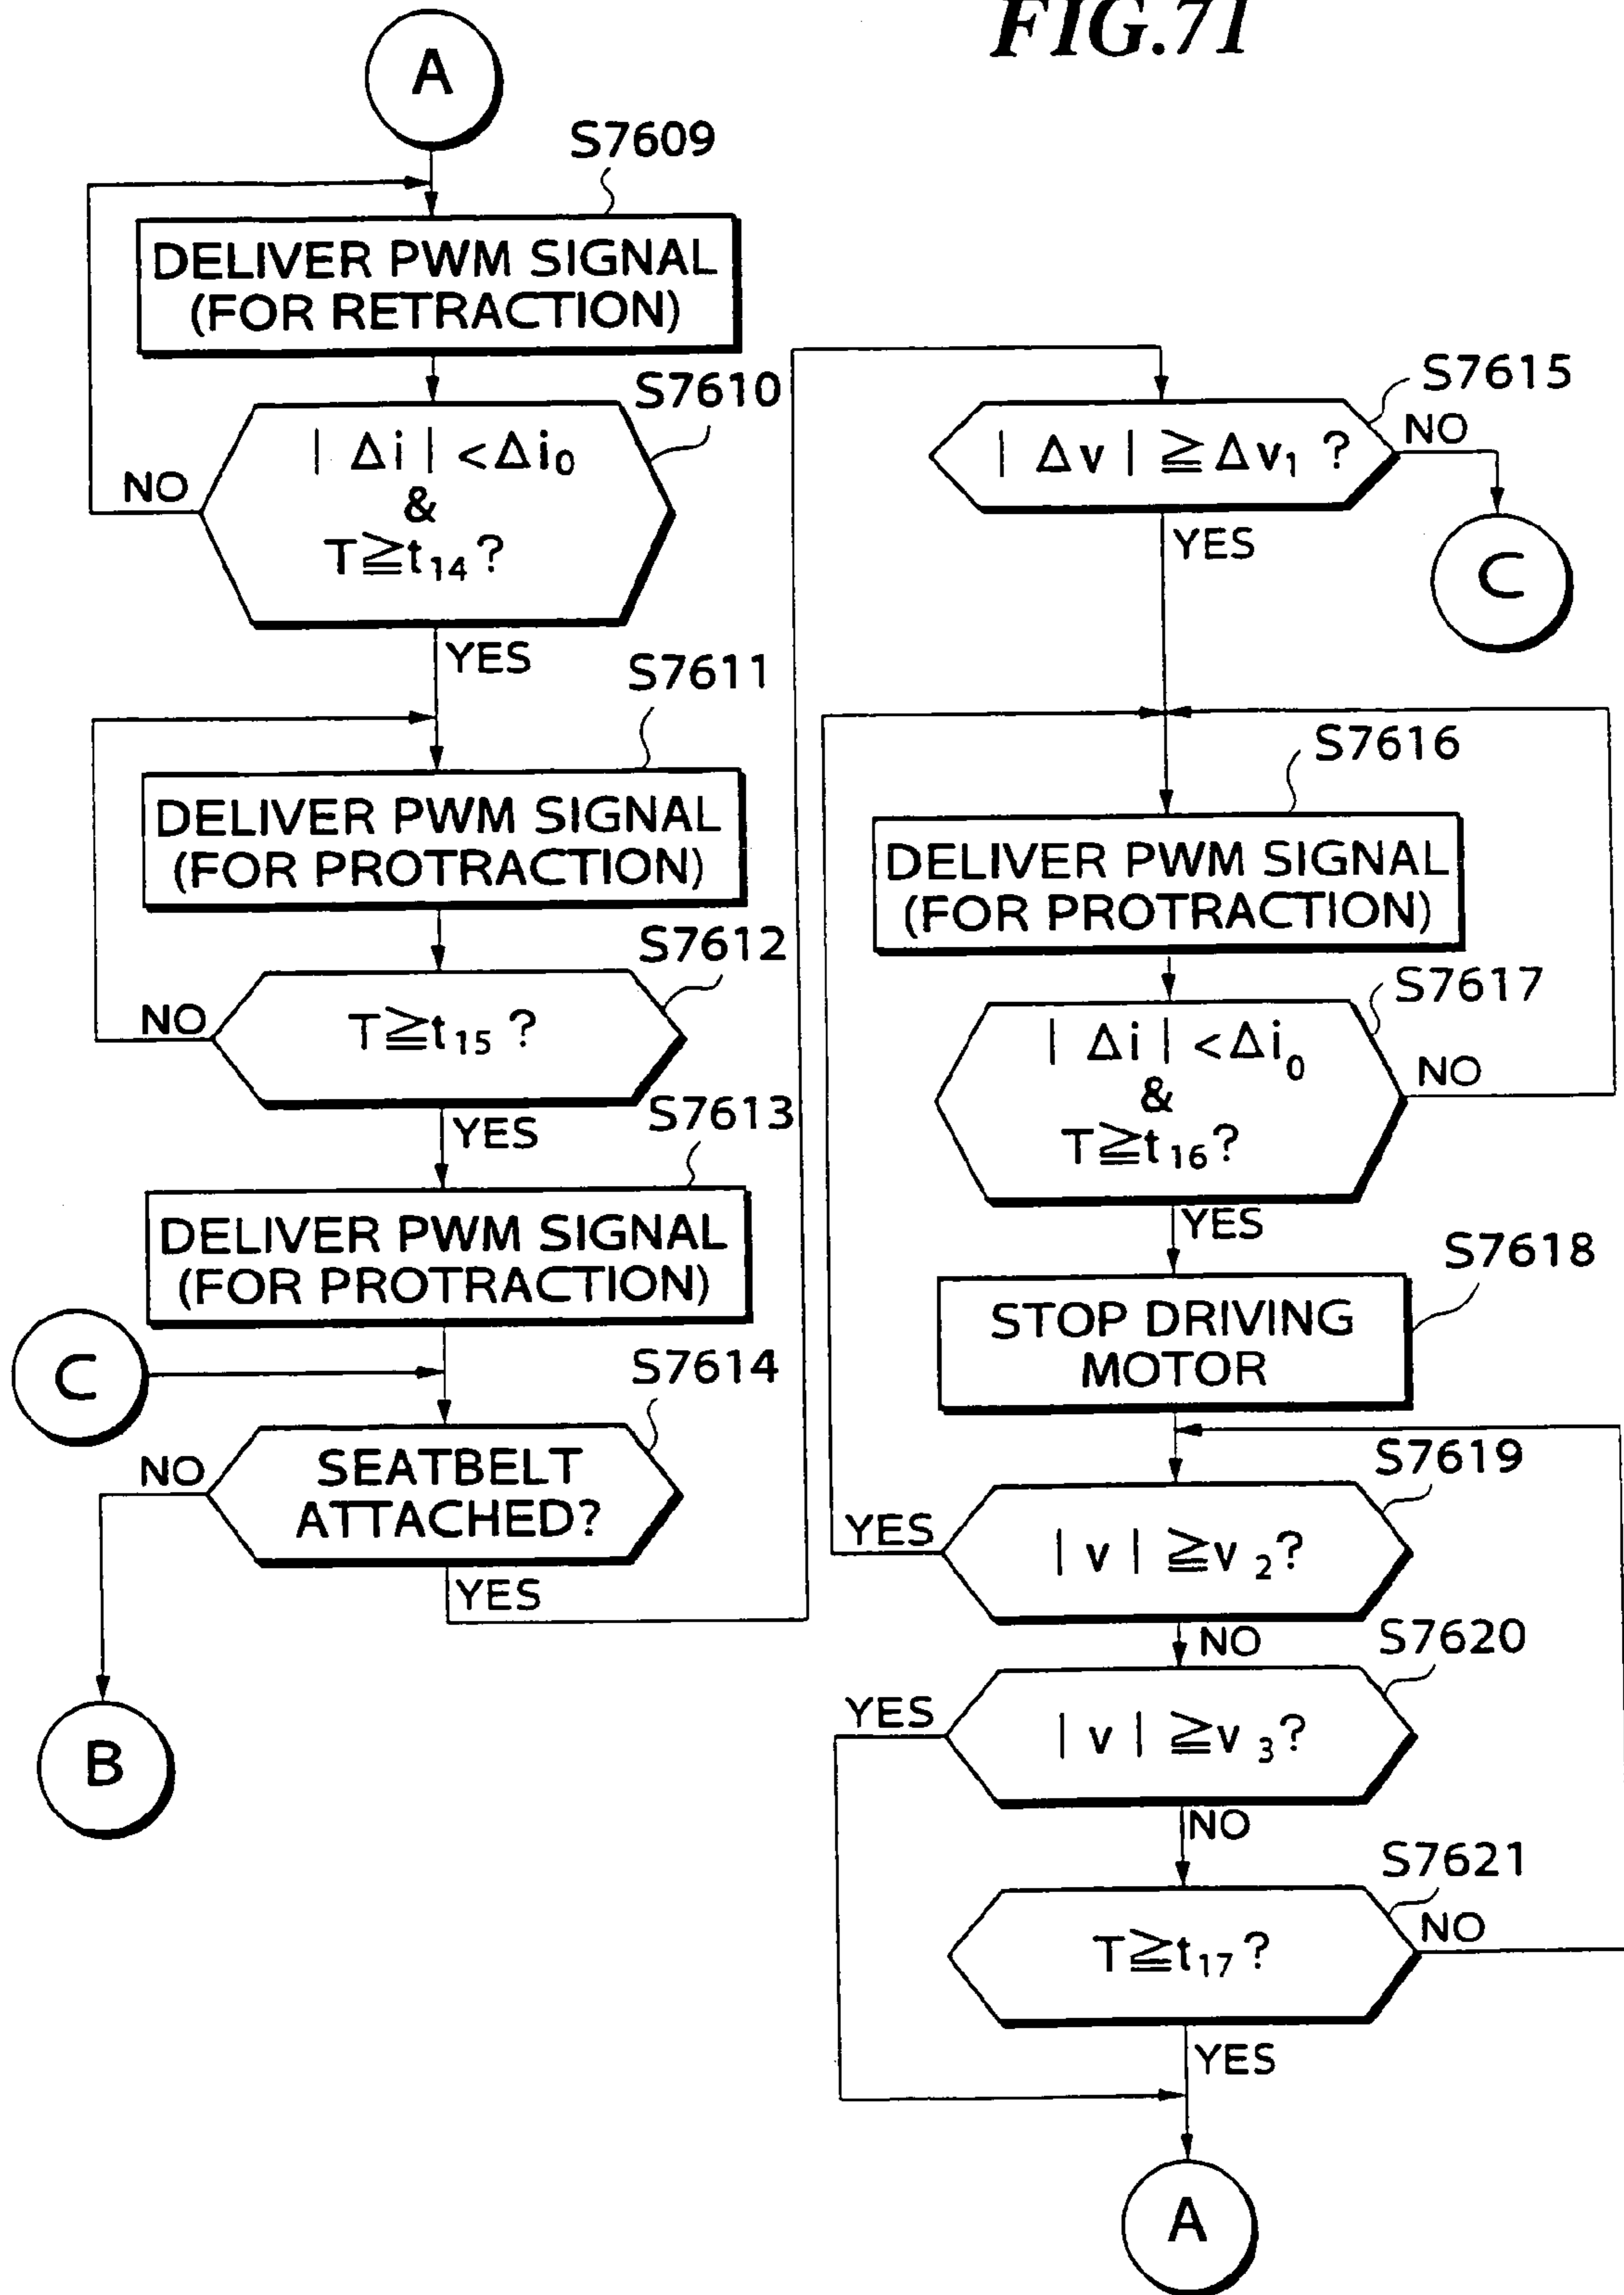 FIG.71
A
S7609
DELIVER PWM SIGNAL
(FOR RETRACTION)
S7610
| Δi | <Δi₀
&
T≧t₁₄?
NO
YES
S7611
DELIVER PWM SIGNAL
(FOR PROTRACTION)
S7612
T≧t₁₅?
NO
YES
S7613
DELIVER PWM SIGNAL
(FOR PROTRACTION)
C
S7614
SEATBELT
ATTACHED?
NO
YES
B
S7615
| Δv | ≧Δv₁ ?
NO
C
YES
S7616
DELIVER PWM SIGNAL
(FOR PROTRACTION)
S7617
| Δi | <Δi₀
&
T≧t₁₆?
NO
YES
S7618
STOP DRIVING
MOTOR
S7619
| v | ≧v₂?
YES
NO
S7620
| v | ≧v₃?
YES
NO
S7621
T≧t₁₇?
NO
YES
A